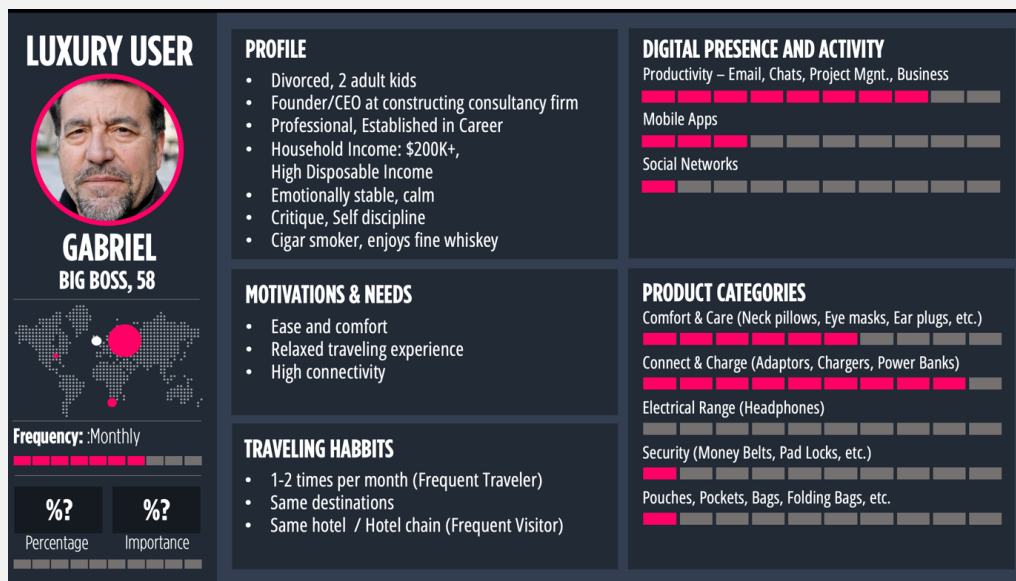 LUXURY USER
GABRIEL
BIG BOSS, 58
Frequency: :Monthly
%?
%?
Percentage
Importance
PROFILE
• Divorced, 2 adult kids
• Founder/CEO at constructing consultancy firm
• Professional, Established in Career
• Household Income: $200K+,
High Disposable Income
• Emotionally stable, calm
• Critique, Self discipline
• Cigar smoker, enjoys fine whiskey
MOTIVATIONS & NEEDS
• Ease and comfort
• Relaxed traveling experience
• High connectivity
TRAVELING HABBITS
• 1-2 times per month (Frequent Traveler)
• Same destinations
• Same hotel / Hotel chain (Frequent Visitor)
DIGITAL PRESENCE AND ACTIVITY
Productivity – Email, Chats, Project Mgnt., Business
Mobile Apps
Social Networks
PRODUCT CATEGORIES
Comfort & Care (Neck pillows, Eye masks, Ear plugs, etc.)
Connect & Charge (Adaptors, Chargers, Power Banks)
Electrical Range (Headphones)
Security (Money Belts, Pad Locks, etc.)
Pouches, Pockets, Bags, Folding Bags, etc.